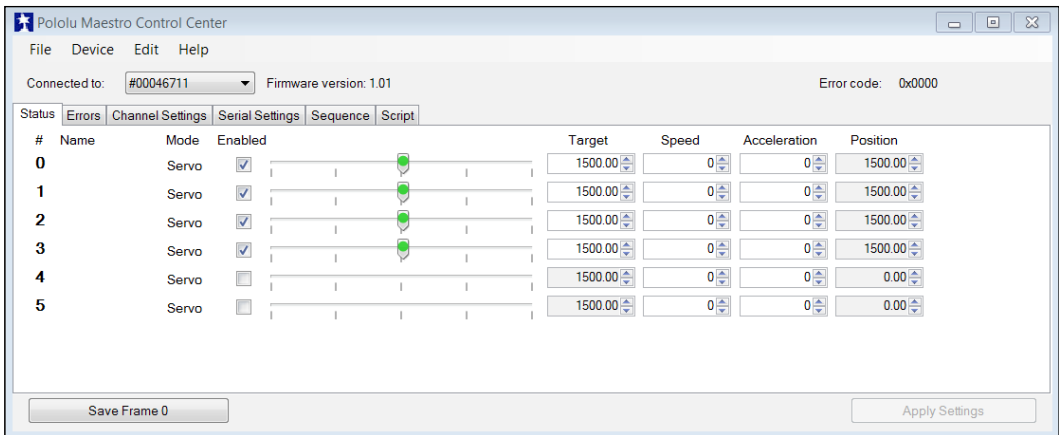 Pololu Maestro Control Center
File Device Edit Help
Connected to: #00046711 Firmware version: 1.01 Error code: 0x0000
Status Errors Channel Settings Serial Settings Sequence Script
# Name Mode Enabled Target Speed Acceleration Position
0 Servo 1500.00 0 0 1500.00
1 Servo 1500.00 0 0 1500.00
2 Servo 1500.00 0 0 1500.00
3 Servo 1500.00 0 0 1500.00
4 Servo 1500.00 0 0 0.00
5 Servo 1500.00 0 0 0.00
Save Frame 0 Apply Settings